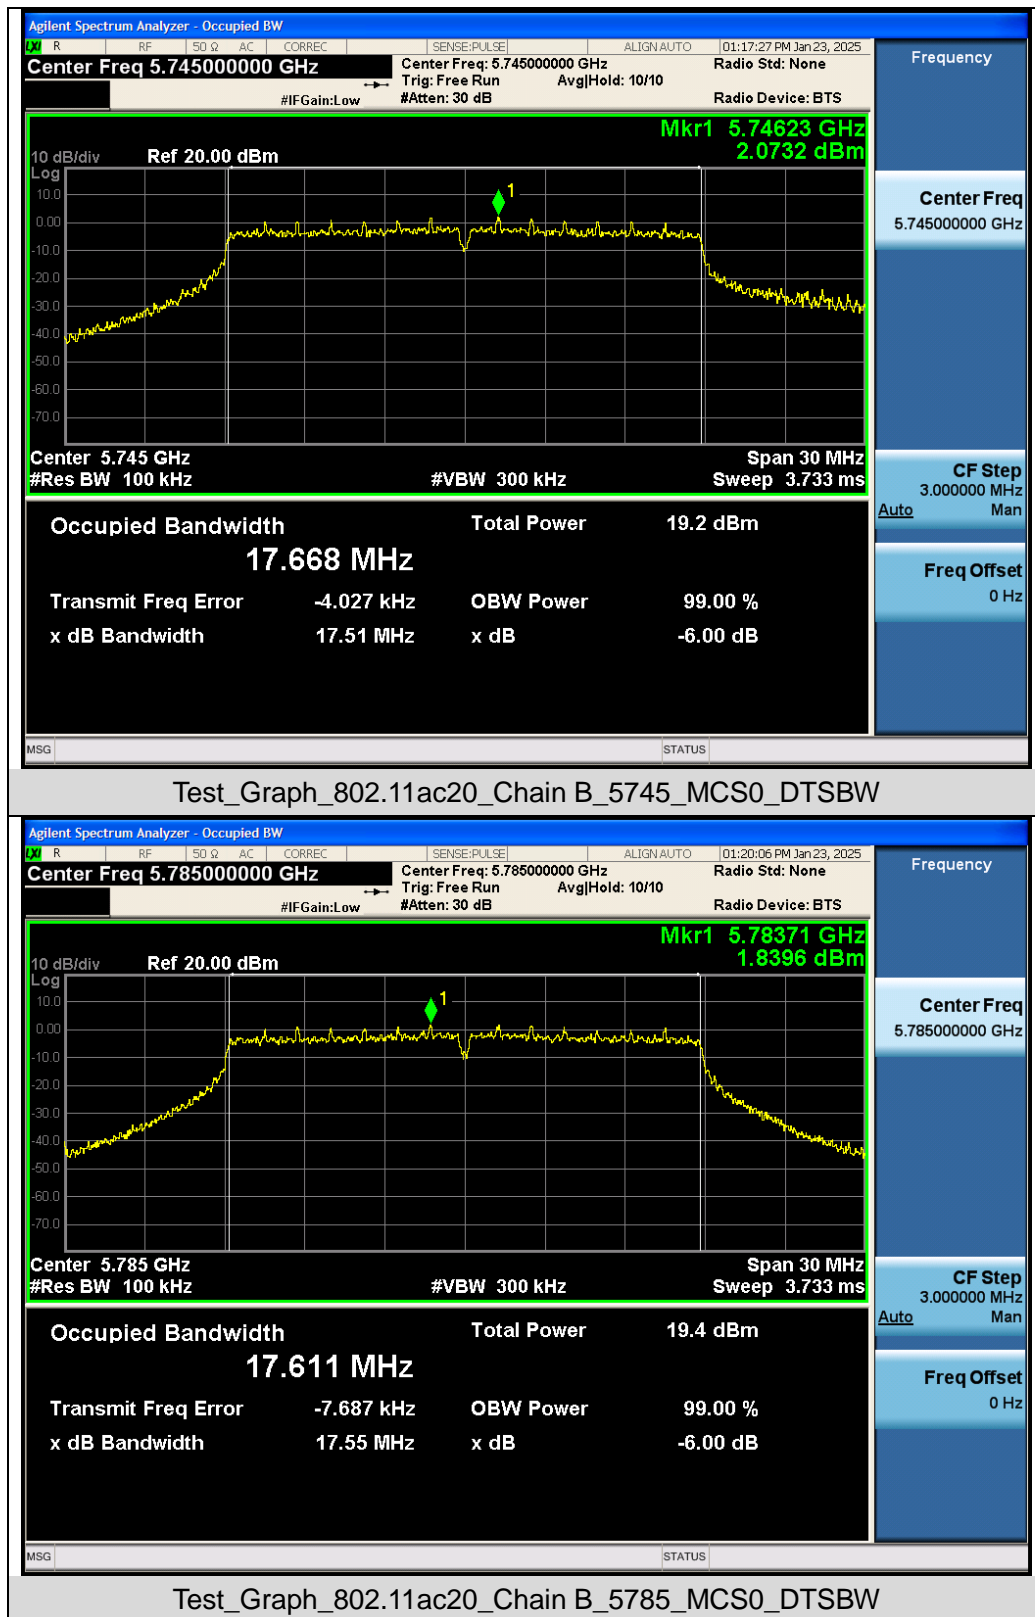 Agilent Spectrum Analyzer - Occupied BW
LXI R RF 50 Ω AC CORREC SENSE:PULSE ALIGN AUTO 01:17:27 PM Jan 23, 2025
Center Freq 5.745000000 GHz Center Freq: 5.745000000 GHz Radio Std: None
Trig: Free Run Avg|Hold: 10/10
#IFGain:Low #Atten: 30 dB Radio Device: BTS
Frequency
Mkr1 5.74623 GHz
10 dB/div Ref 20.00 dBm 2.0732 dBm
Log
10.0
0.00
-10.0
-20.0
-30.0
-40.0
-50.0
-60.0
-70.0
1
Center Freq
5.745000000 GHz
Center 5.745 GHz Span 30 MHz
#Res BW 100 kHz #VBW 300 kHz Sweep 3.733 ms
CF Step
3.000000 MHz
Auto Man
Occupied Bandwidth Total Power 19.2 dBm
17.668 MHz
Transmit Freq Error -4.027 kHz OBW Power 99.00 %
x dB Bandwidth 17.51 MHz x dB -6.00 dB
Freq Offset
0 Hz
MSG STATUS
Test_Graph_802.11ac20_Chain B_5745_MCS0_DTSBW
Agilent Spectrum Analyzer - Occupied BW
LXI R RF 50 Ω AC CORREC SENSE:PULSE ALIGN AUTO 01:20:06 PM Jan 23, 2025
Center Freq 5.785000000 GHz Center Freq: 5.785000000 GHz Radio Std: None
Trig: Free Run Avg|Hold: 10/10
#IFGain:Low #Atten: 30 dB Radio Device: BTS
Frequency
Mkr1 5.78371 GHz
10 dB/div Ref 20.00 dBm 1.8396 dBm
Log
10.0
0.00
-10.0
-20.0
-30.0
-40.0
-50.0
-60.0
-70.0
1
Center Freq
5.785000000 GHz
Center 5.785 GHz Span 30 MHz
#Res BW 100 kHz #VBW 300 kHz Sweep 3.733 ms
CF Step
3.000000 MHz
Auto Man
Occupied Bandwidth Total Power 19.4 dBm
17.611 MHz
Transmit Freq Error -7.687 kHz OBW Power 99.00 %
x dB Bandwidth 17.55 MHz x dB -6.00 dB
Freq Offset
0 Hz
MSG STATUS
Test_Graph_802.11ac20_Chain B_5785_MCS0_DTSBW